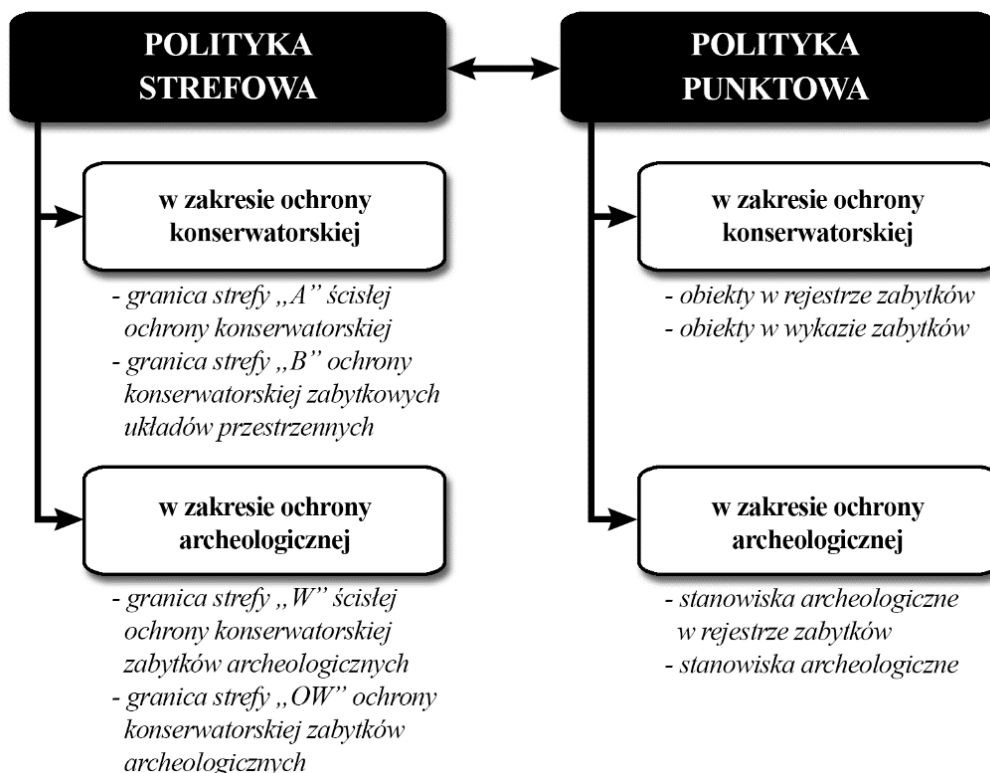 POLITYKA
STREFOWA
w zakresie ochrony
konserwatorskiej
- granica strefy „A” ścisłej
ochrony konserwatorskiej
- granica strefy „B” ochrony
konserwatorskiej zabytkowych
układów przestrzennych
w zakresie ochrony
archeologicznej
- granica strefy „W” ścisłej
ochrony konserwatorskiej
zabytków archeologicznych
- granica strefy „OW” ochrony
konserwatorskiej zabytków
archeologicznych
POLITYKA
PUNKTOWA
w zakresie ochrony
konserwatorskiej
- obiekty w rejestrze zabytków
- obiekty w wykazie zabytków
w zakresie ochrony
archeologicznej
- stanowiska archeologiczne
w rejestrze zabytków
- stanowiska archeologiczne